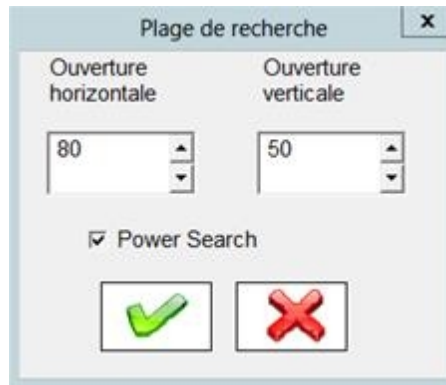 Plage de recherche
x
Ouverture
horizontale
Ouverture
verticale
80
50
Power Search